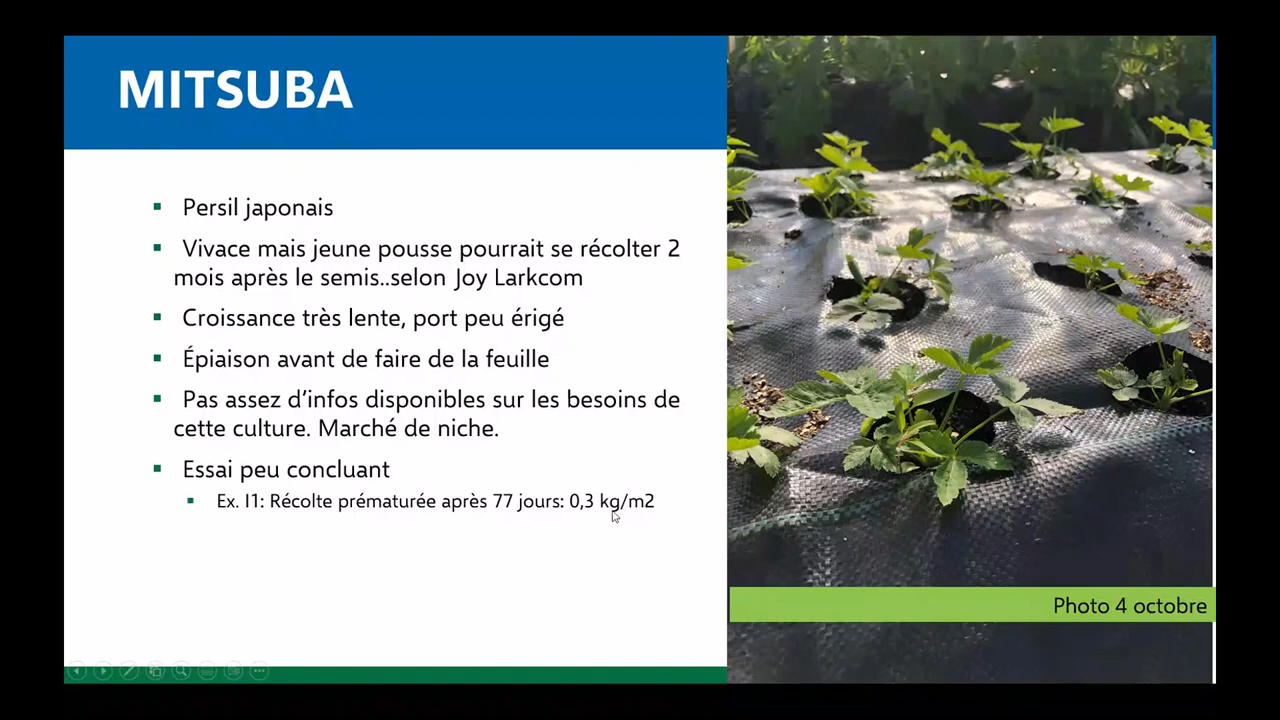 MITSUBA
Persil japonais
Vivace mais jeune pousse pourrait se récolter 2
mois après le semis..selon Joy Larkcom
Croissance très lente, port peu érigé
Épiaison avant de faire de la feuille
Pas assez d’infos disponibles sur les besoins de
cette culture. Marché de niche.
Essai peu concluant
Ex. I1: Récolte prématurée après 77 jours: 0,3 kg/m2
Photo 4 octobre